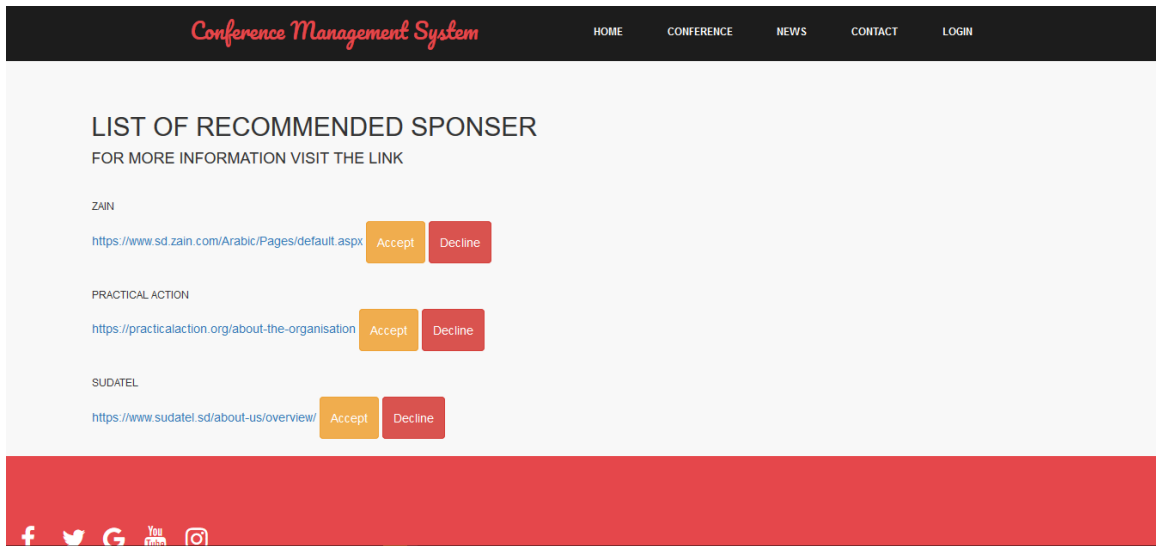 Conference Management System HOME CONFERENCE NEWS CONTACT LOGIN
LIST OF RECOMMENDED SPONSER
FOR MORE INFORMATION VISIT THE LINK
ZAIN
https://www.sd.zain.com/Arabic/Pages/default.aspx Accept Decline
PRACTICAL ACTION
https://practicalaction.org/about-the-organisation Accept Decline
SUDATEL
https://www.sudatel.sd/about-us/overview/ Accept Decline
You
Tube